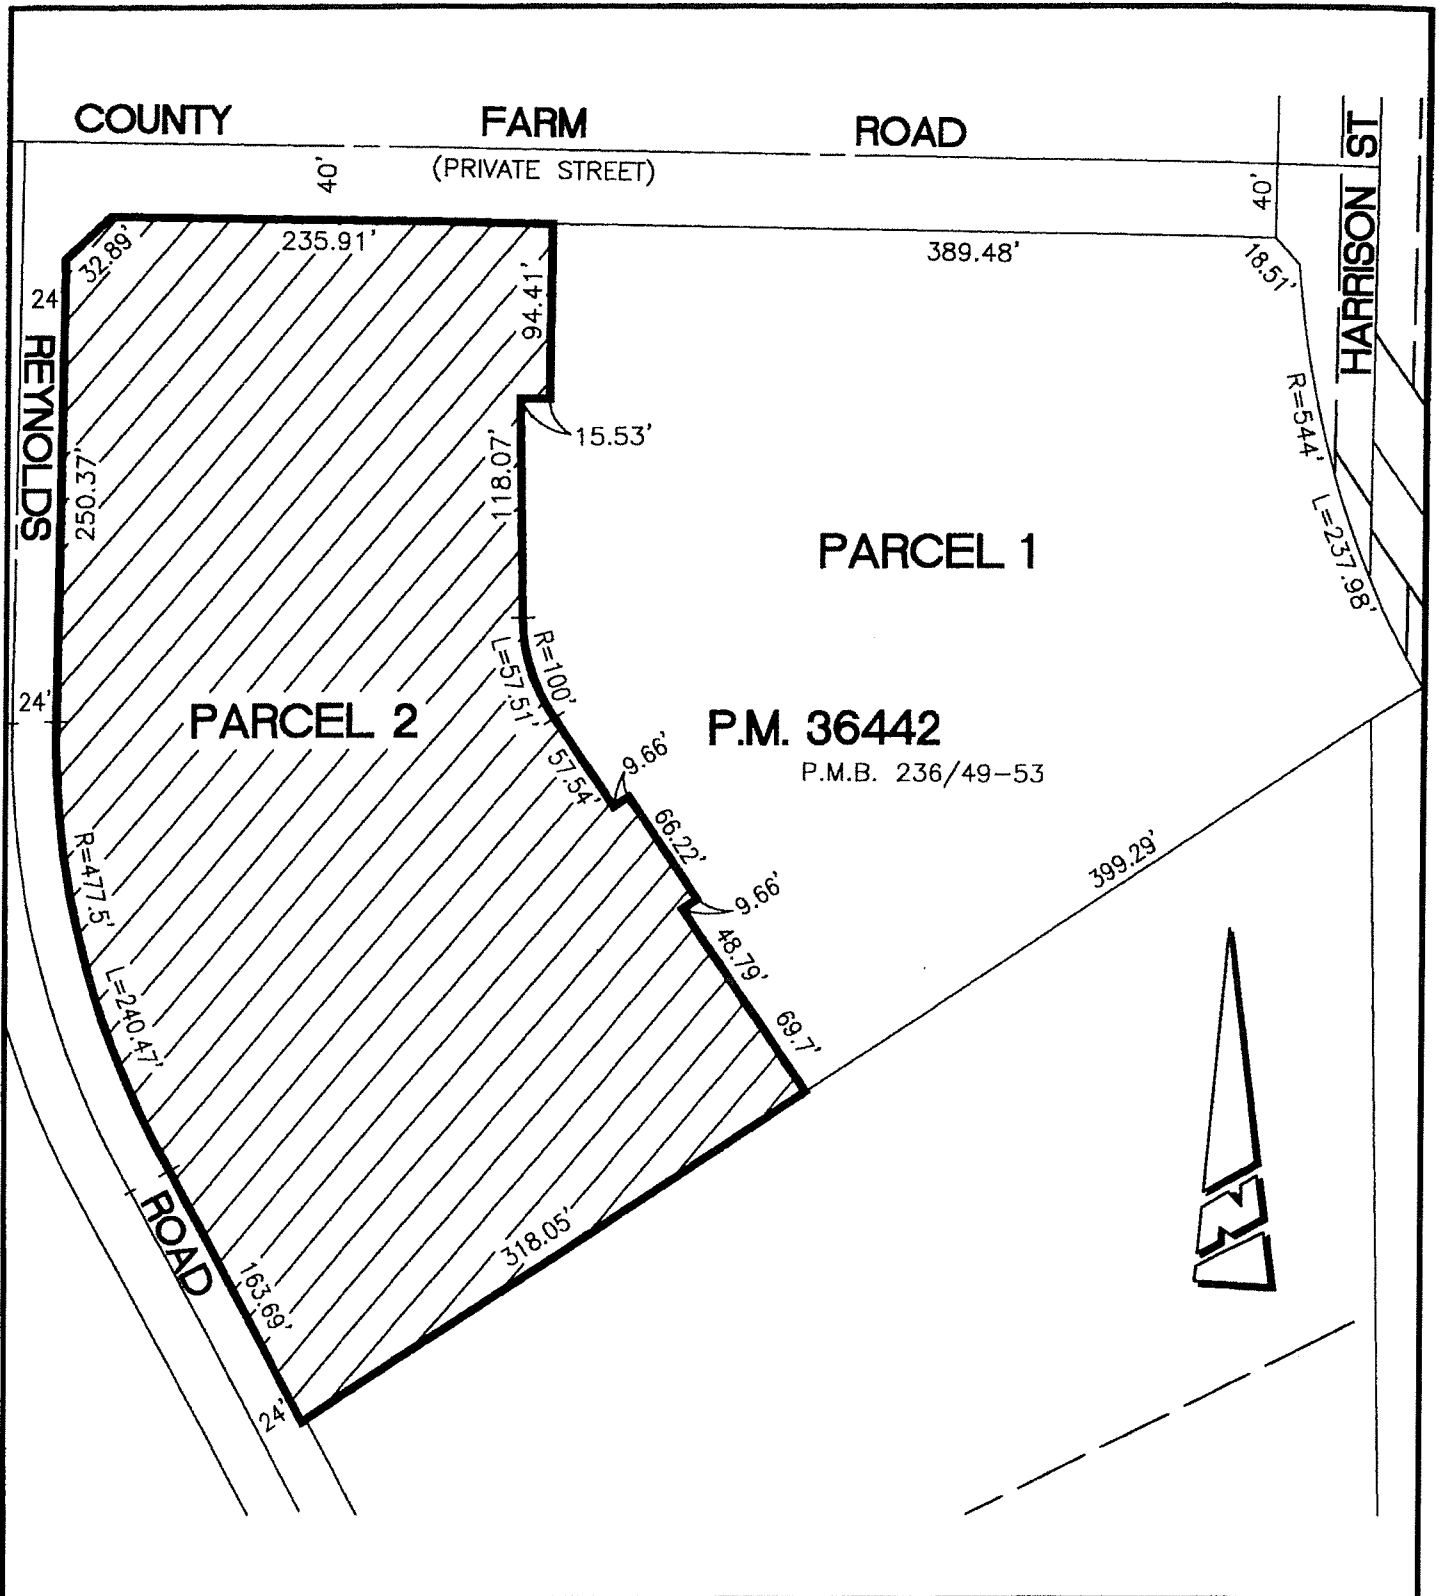 COUNTY FARM ROAD
(PRIVATE STREET)
40'
40'
HARRISON ST
32.89'
235.91'
389.48'
18.51'
24'
94.41'
REYNOLDS
250.37'
118.07'
15.53'
R=544'
L=237.98'
PARCEL 1
R=100'
L=57.51'
24'
PARCEL 2
P.M. 36442
P.M.B. 236/49-53
57.54'
9.66'
66.22'
9.66'
48.79'
69.7'
399.29'
R=477.5'
L=240.47'
ROAD
163.69'
318.05'
24'
N